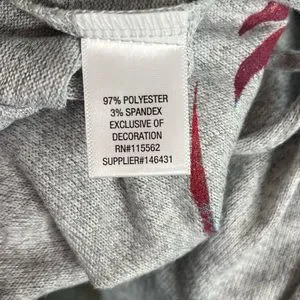 97% POLYESTER
3% SPANDEX
EXCLUSIVE OF
DECORATION
RN#115562
SUPPLIER#146431